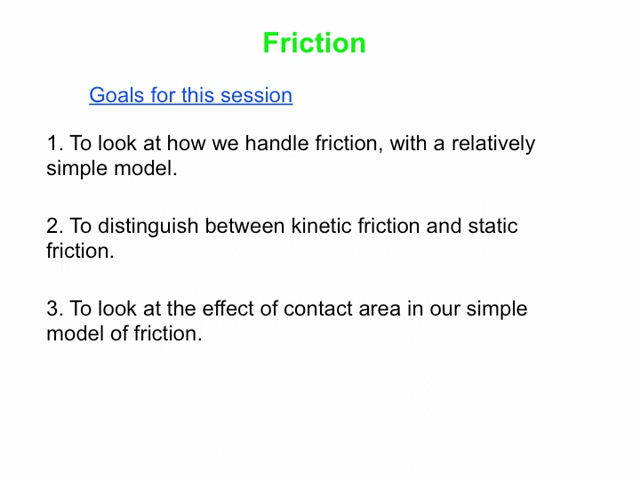 Friction
Goals for this session
1. To look at how we handle friction, with a relatively
simple model.
2. To distinguish between kinetic friction and static
friction.
3. To look at the effect of contact area in our simple
model of friction.